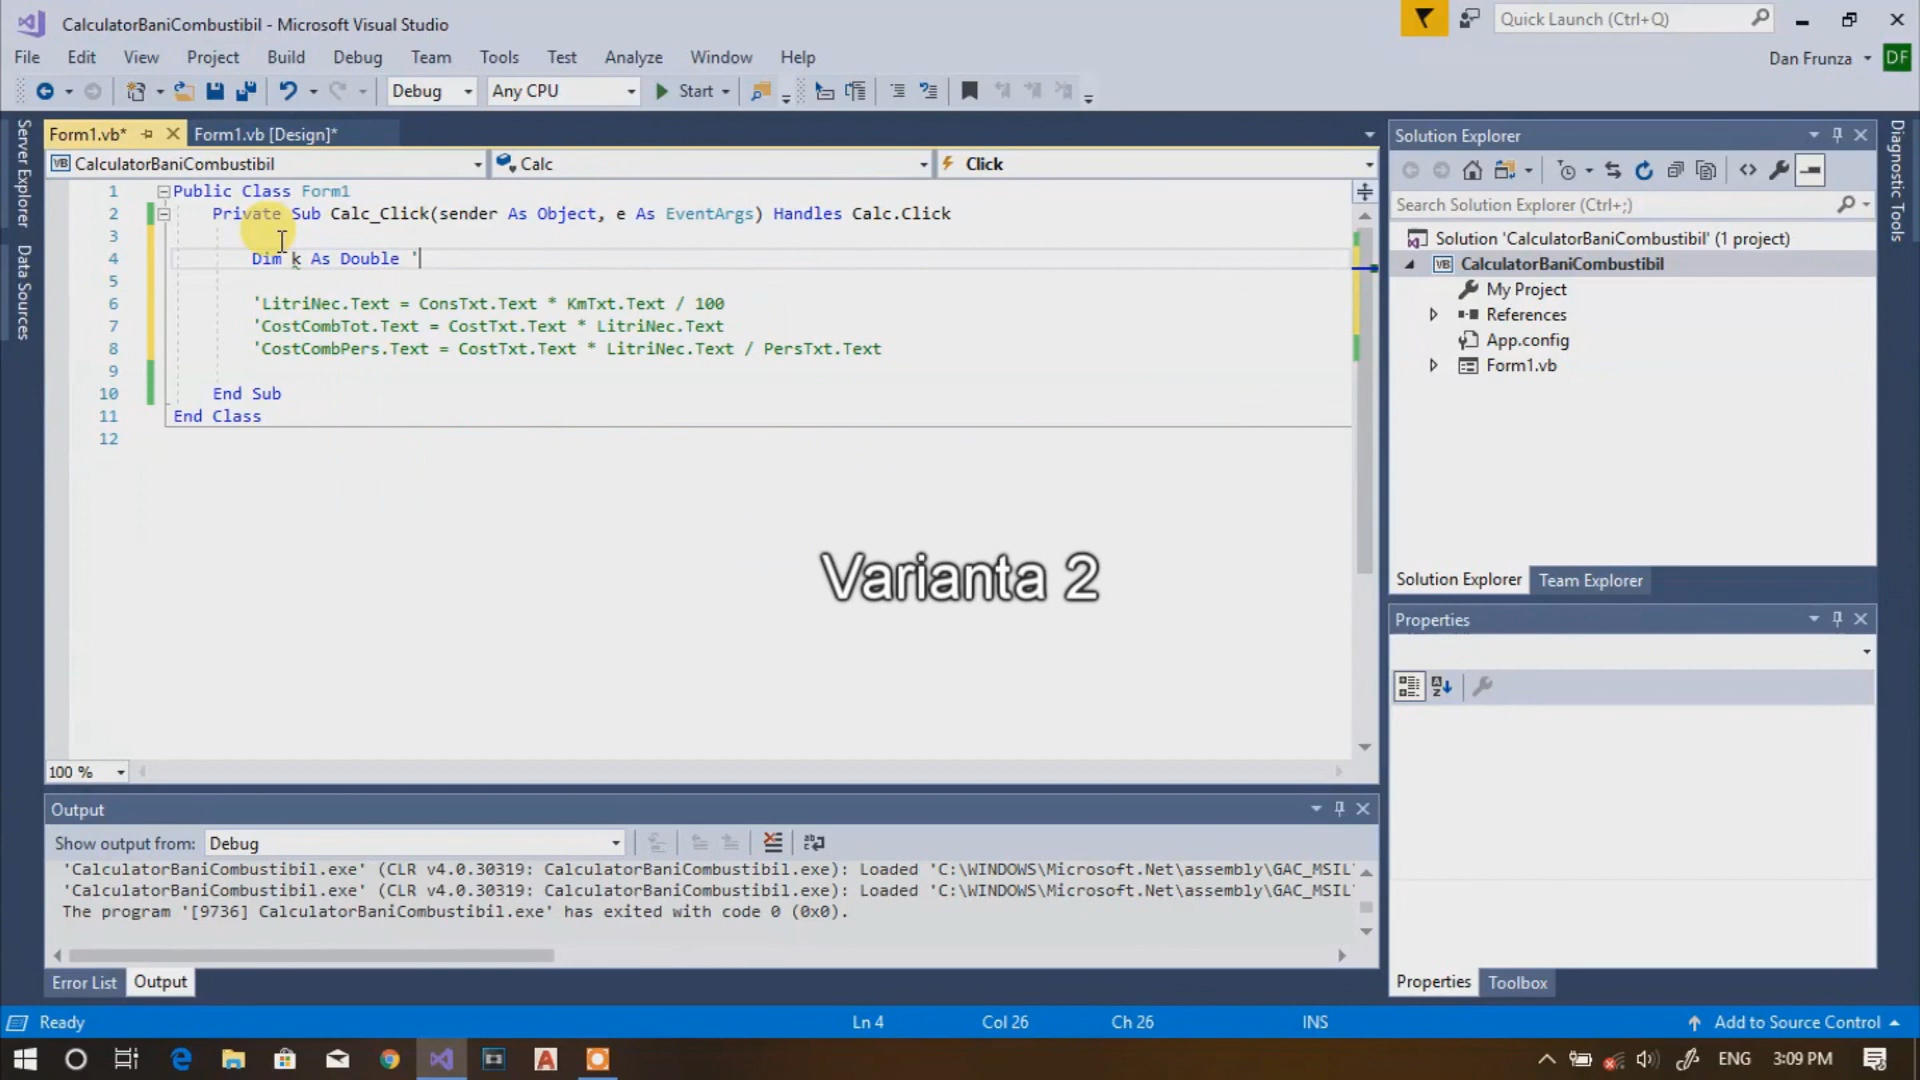 CalculatorBaniCombustibil - Microsoft Visual Studio
Quick Launch (Ctrl+Q)
File Edit View Project Build Debug Team Tools Test Analyze Window Help
Dan Frunza DF
Debug Any CPU Start
Server Explorer
Data Sources
Form1.vb* Form1.vb [Design]*
VB CalculatorBaniCombustibil Calc Click
1 Public Class Form1
2 Private Sub Calc_Click(sender As Object, e As EventArgs) Handles Calc.Click
3
4 Dim k As Double '
5
6 'LitriNec.Text = ConsTxt.Text * KmTxt.Text / 100
7 'CostCombTot.Text = CostTxt.Text * LitriNec.Text
8 'CostCombPers.Text = CostTxt.Text * LitriNec.Text / PersTxt.Text
9
10 End Sub
11 End Class
12
Varianta 2
100 %
Solution Explorer
Search Solution Explorer (Ctrl+;)
Solution 'CalculatorBaniCombustibil' (1 project)
VB CalculatorBaniCombustibil
My Project
References
App.config
Form1.vb
Solution Explorer Team Explorer
Diagnostic Tools
Properties
Properties Toolbox
Output
Show output from: Debug
'CalculatorBaniCombustibil.exe' (CLR v4.0.30319: CalculatorBaniCombustibil.exe): Loaded 'C:\WINDOWS\Microsoft.Net\assembly\GAC_MSIL\
'CalculatorBaniCombustibil.exe' (CLR v4.0.30319: CalculatorBaniCombustibil.exe): Loaded 'C:\WINDOWS\Microsoft.Net\assembly\GAC_MSIL\
The program '[9736] CalculatorBaniCombustibil.exe' has exited with code 0 (0x0).
Error List Output
Ready Ln 4 Col 26 Ch 26 INS Add to Source Control
ENG 3:09 PM